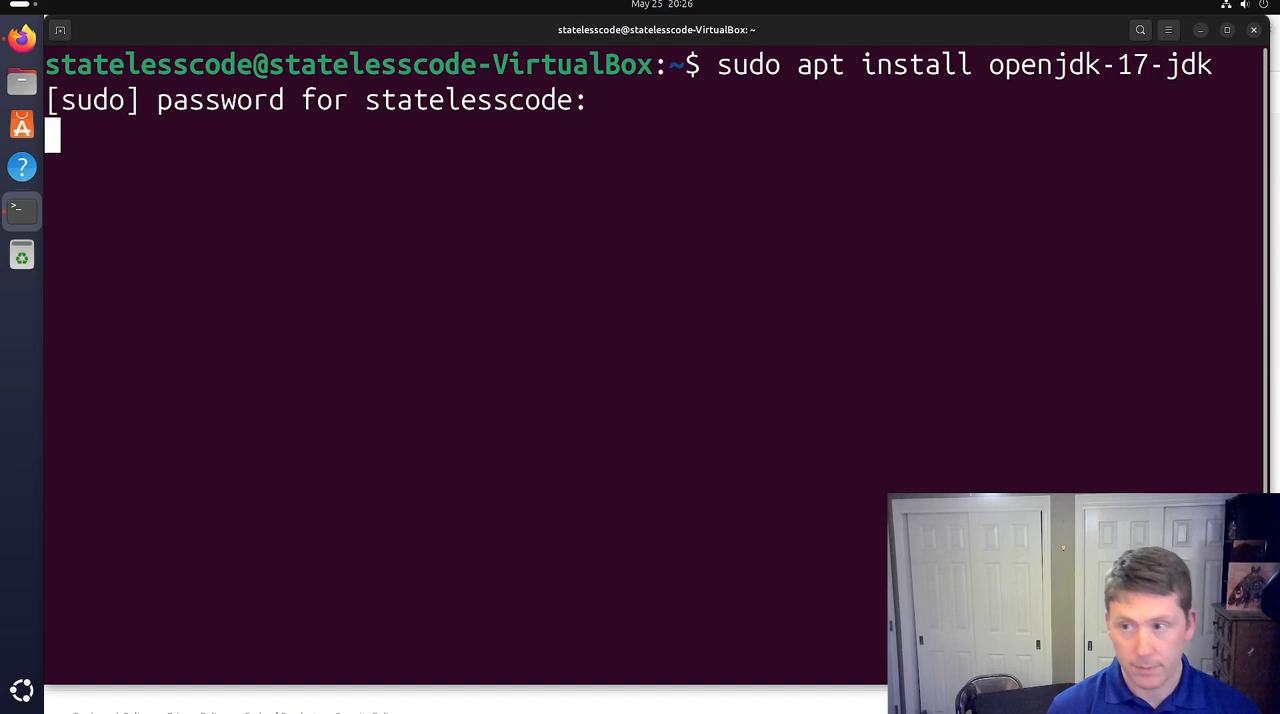 May 25 20:26
statelesscode@statelesscode-VirtualBox: ~
statelesscode@statelesscode-VirtualBox:~$ sudo apt install openjdk-17-jdk
[sudo] password for statelesscode: